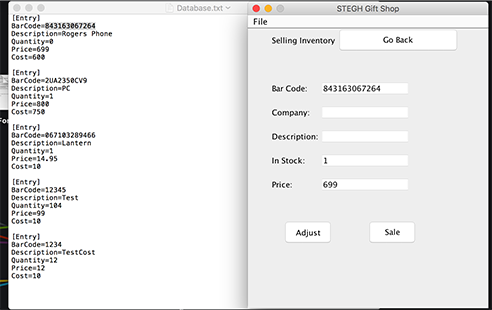 Database.txt
[Entry]
BarCode=843163067264
Description=Rogers Phone
Quantity=0
Price=699
Cost=600
[Entry]
BarCode=2UA2350CV9
Description=PC
Quantity=1
Price=800
Cost=750
[Entry]
BarCode=067103289466
Description=Lantern
Quantity=1
Price=14.95
Cost=10
[Entry]
BarCode=12345
Description=Test
Quantity=104
Price=99
Cost=10
[Entry]
BarCode=1234
Description=TestCost
Quantity=12
Price=12
Cost=10
STEGH Gift Shop
File
Selling Inventory Go Back
Bar Code: 843163067264
Company:
Description:
In Stock: 1
Price: 699
Adjust Sale